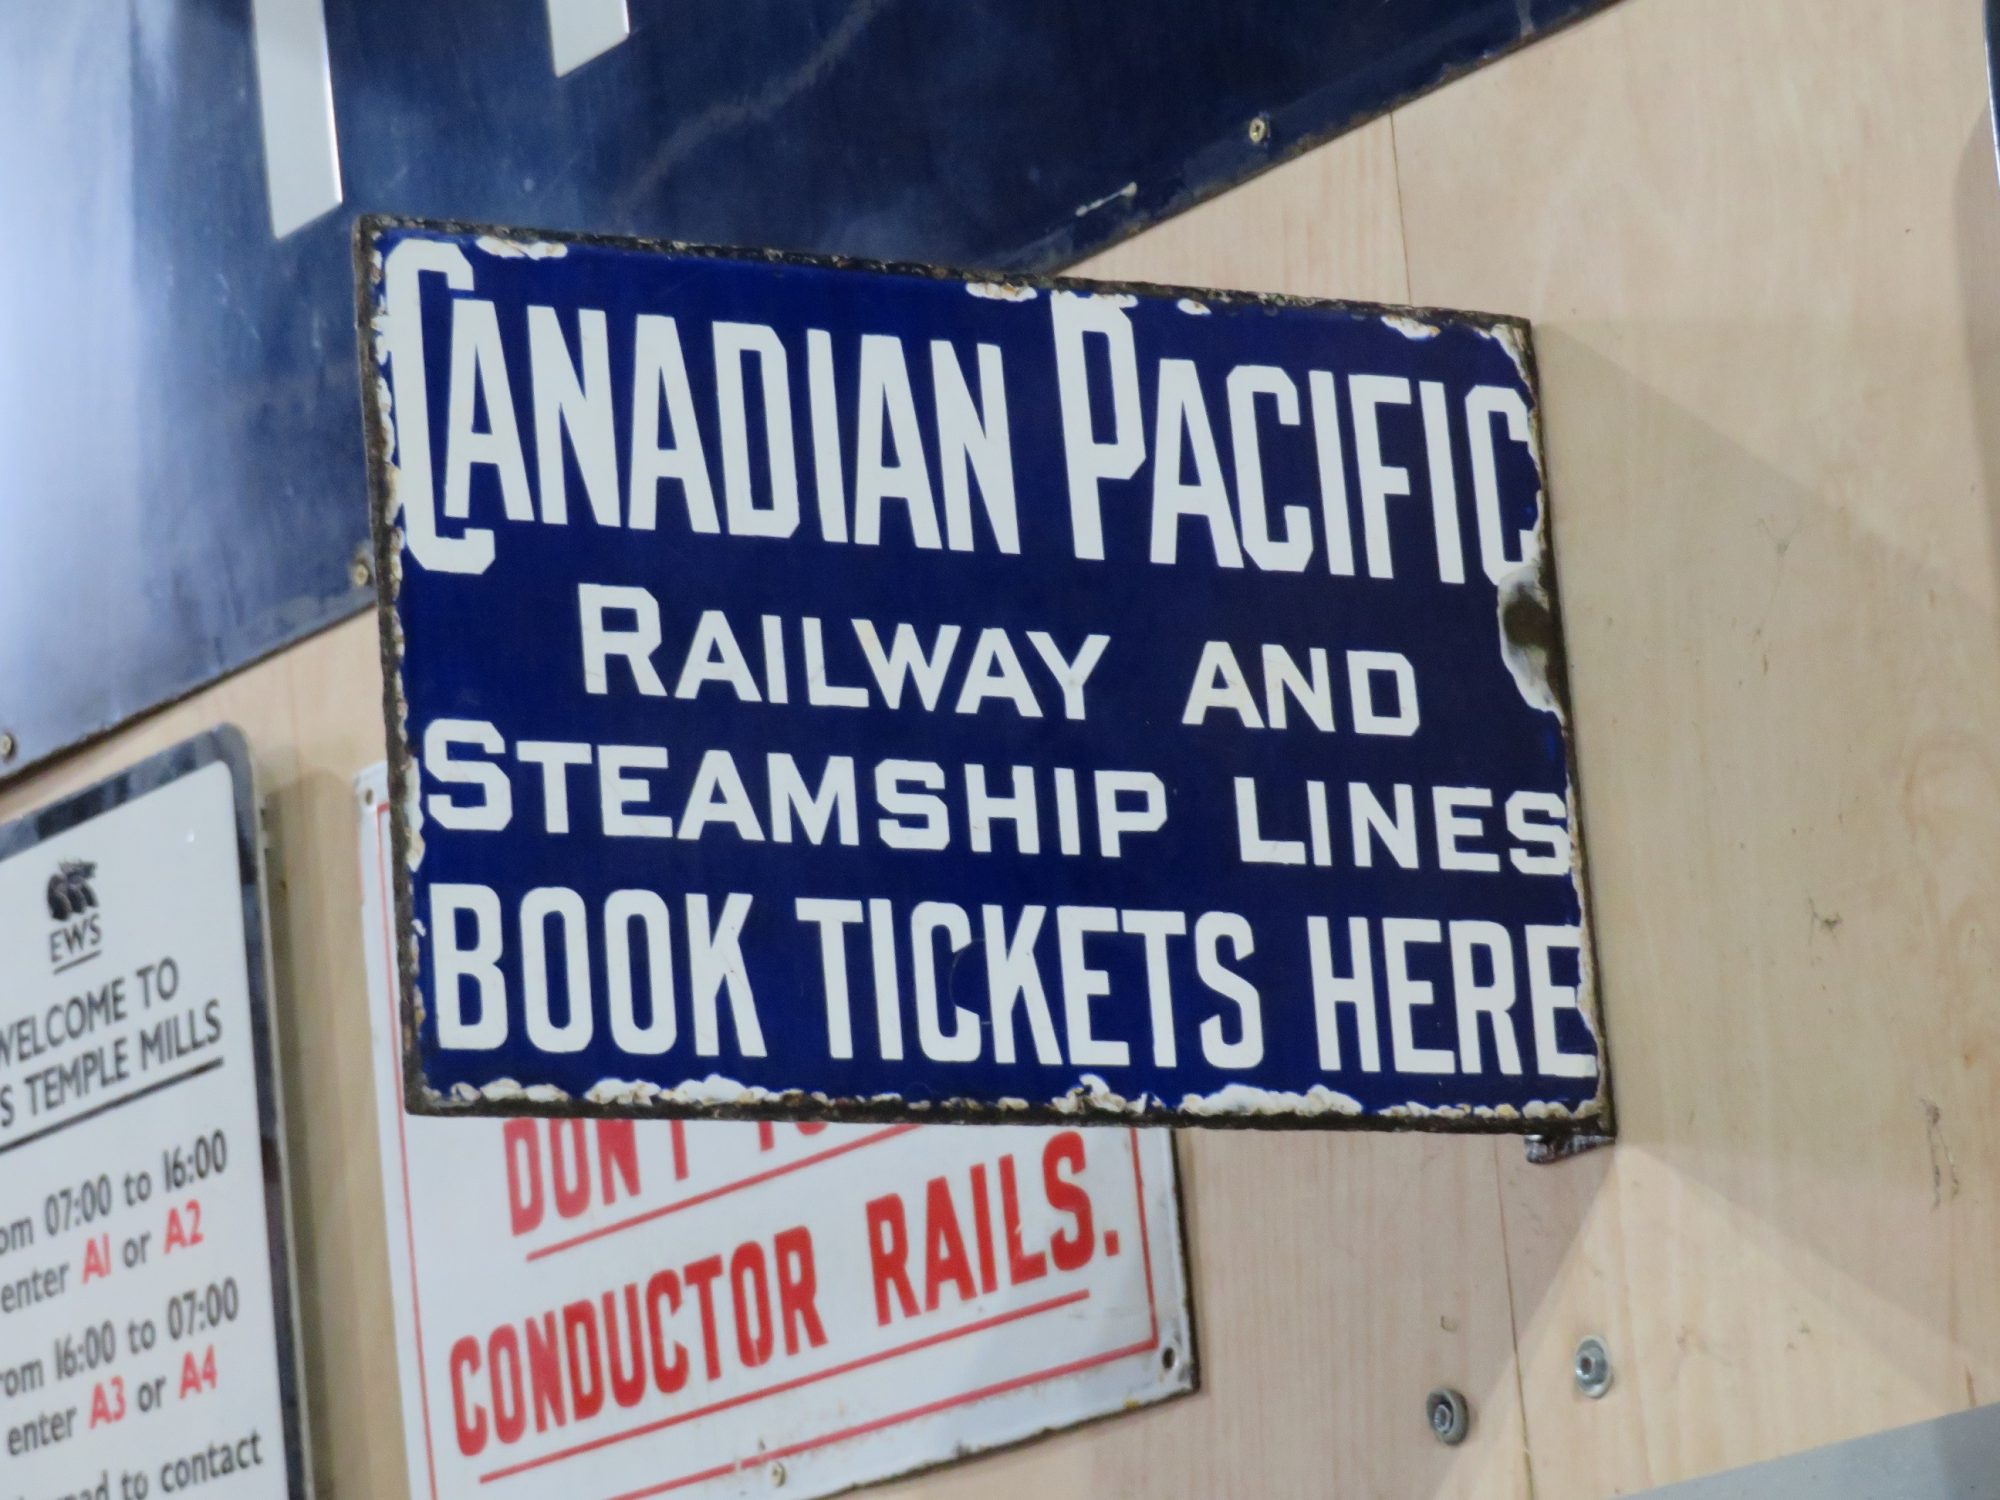 CANADIAN PACIFIC
RAILWAY AND
STEAMSHIP LINES
BOOK TICKETS HERE
EWS
WELCOME TO
TEMPLE MILLS
07:00 to 16:00
enter A1 or A2
16:00 to 07:00
enter A3 or A4
to contact
DON'T
CONDUCTOR RAILS.